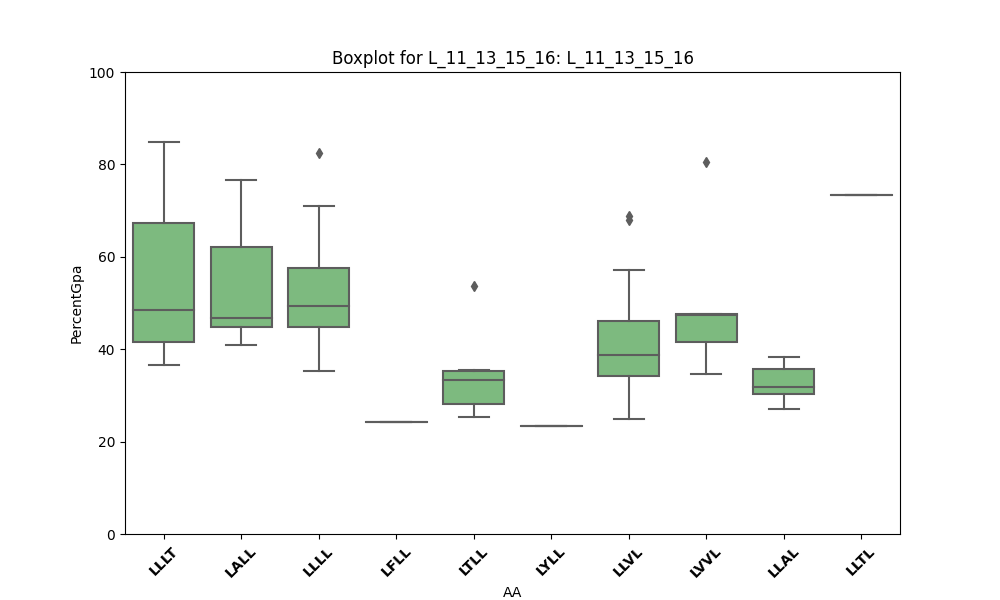 Boxplot for L_11_13_15_16: L_11_13_15_16
PercentGpa
100
80
60
40
20
0
LLLT LALL LLLL LFLL LTLL LYLL LLVL LVVL LLAL LLTL
AA